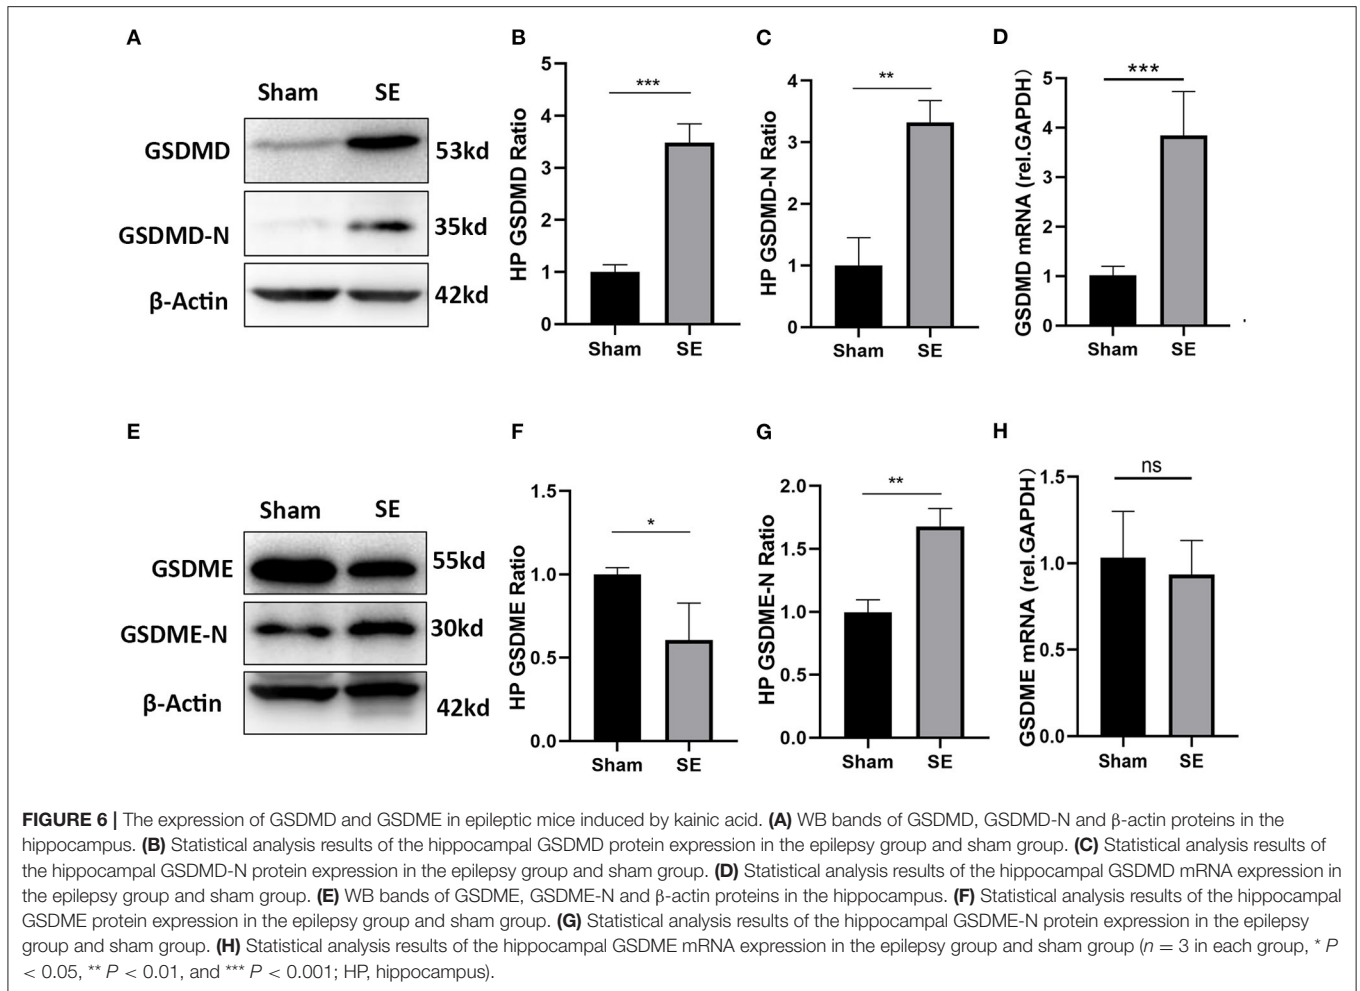 A
Sham SE
GSDMD 53kd
GSDMD-N 35kd
β-Actin 42kd
B
HP GSDMD Ratio
5
4
3
2
1
0
***
Sham SE
C
HP GSDMD-N Ratio
4
3
2
1
0
**
Sham SE
D
GSDMD mRNA (rel.GAPDH)
5
4
3
2
1
0
***
Sham SE
E
Sham SE
GSDME 55kd
GSDME-N 30kd
β-Actin 42kd
F
HP GSDME Ratio
1.5
1.0
0.5
0.0
*
Sham SE
G
HP GSDME-N Ratio
2.0
1.5
1.0
0.5
0.0
**
Sham SE
H
GSDME mRNA (rel.GAPDH)
1.5
1.0
0.5
0.0
ns
Sham SE
FIGURE 6 | The expression of GSDMD and GSDME in epileptic mice induced by kainic acid. (A) WB bands of GSDMD, GSDMD-N and β-actin proteins in the
hippocampus. (B) Statistical analysis results of the hippocampal GSDMD protein expression in the epilepsy group and sham group. (C) Statistical analysis results of
the hippocampal GSDMD-N protein expression in the epilepsy group and sham group. (D) Statistical analysis results of the hippocampal GSDMD mRNA expression in
the epilepsy group and sham group. (E) WB bands of GSDME, GSDME-N and β-actin proteins in the hippocampus. (F) Statistical analysis results of the hippocampal
GSDME protein expression in the epilepsy group and sham group. (G) Statistical analysis results of the hippocampal GSDME-N protein expression in the epilepsy
group and sham group. (H) Statistical analysis results of the hippocampal GSDME mRNA expression in the epilepsy group and sham group (n = 3 in each group, * P
< 0.05, ** P < 0.01, and *** P < 0.001; HP, hippocampus).